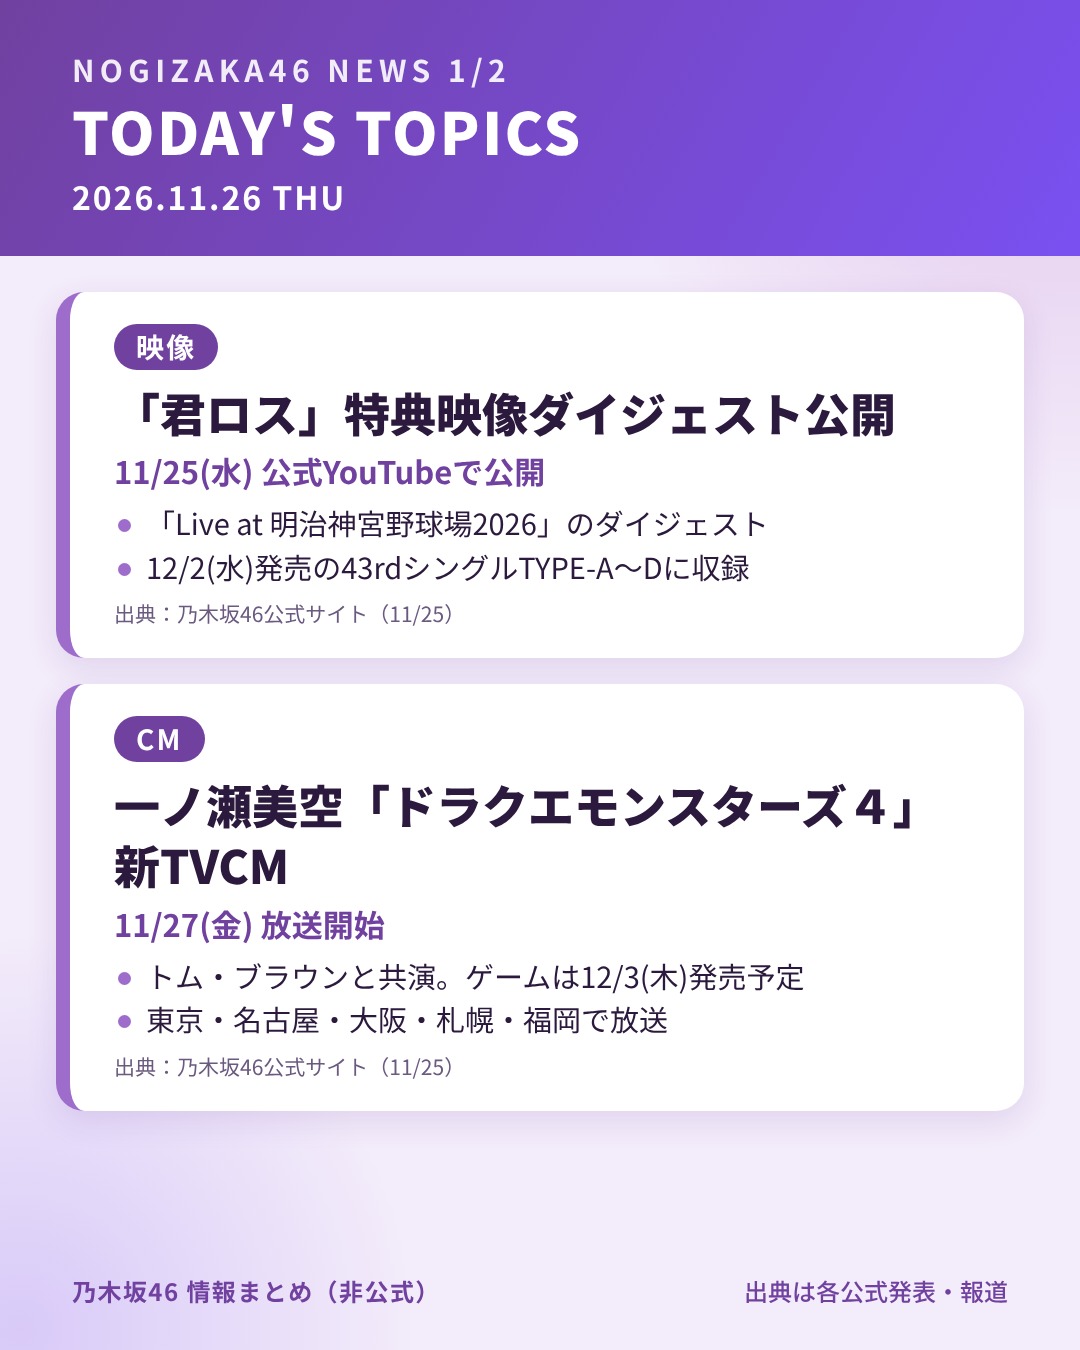 NOGIZAKA46 NEWS 1/2
TODAY'S TOPICS
2026.11.26 THU
映像
「君ロス」特典映像ダイジェスト公開
11/25(水) 公式YouTubeで公開
「Live at 明治神宮野球場2026」のダイジェスト
12/2(水)発売の43rdシングルTYPE-A〜Dに収録
出典：乃木坂46公式サイト（11/25）
CM
一ノ瀬美空「ドラクエモンスターズ４」
新TVCM
11/27(金) 放送開始
トム・ブラウンと共演。ゲームは12/3(木)発売予定
東京・名古屋・大阪・札幌・福岡で放送
出典：乃木坂46公式サイト（11/25）
乃木坂46 情報まとめ（非公式）
出典は各公式発表・報道